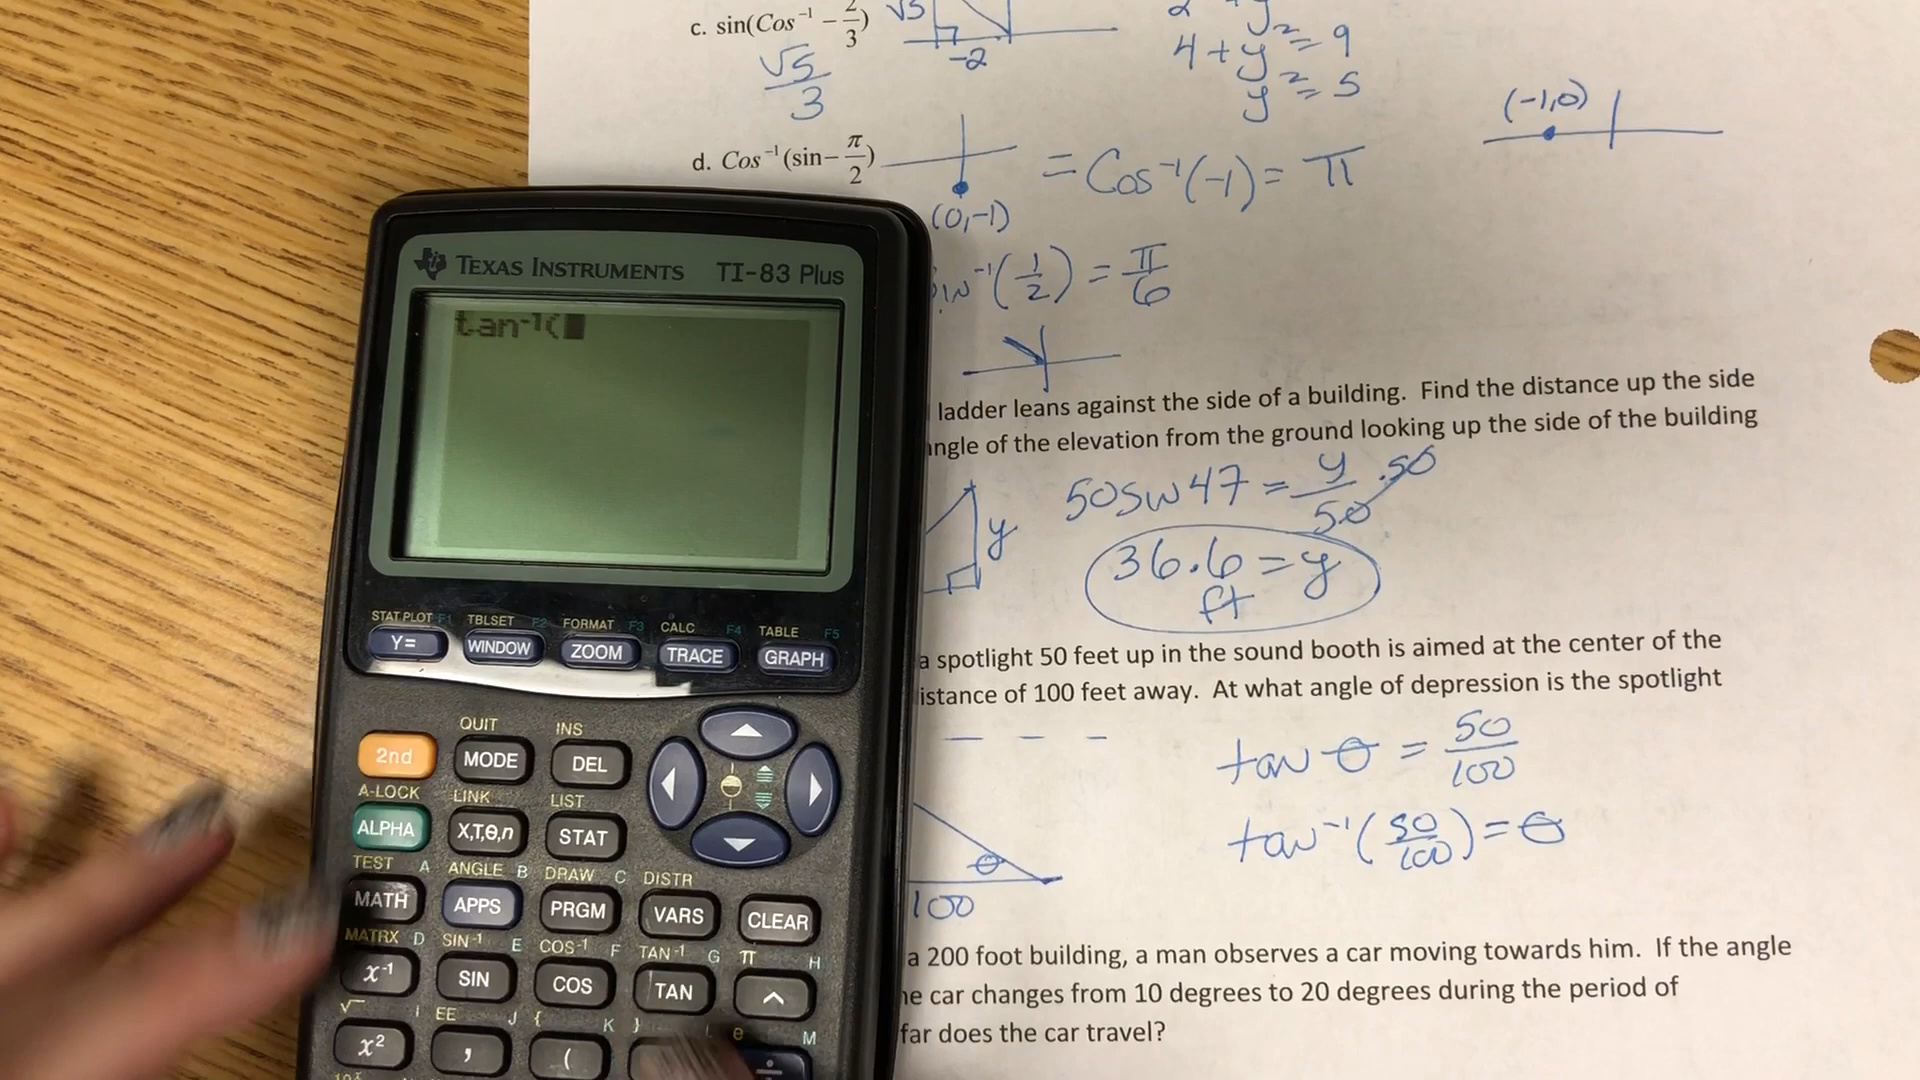 c. sin(Cos⁻¹ − 2/3)
√5
-2
√5/3
y² = 9
4 + y² = 9
y² = 5
(-1,0)
d. Cos⁻¹(sin−π/2)
= Cos⁻¹(-1) = π
(0,-1)
(1/2) = π/6
TEXAS INSTRUMENTS TI-83 Plus
tan⁻¹(
ladder leans against the side of a building. Find the distance up the side
angle of the elevation from the ground looking up the side of the building
y
50 sin 47 = y/50 · 50
36.6 = y
ft
STAT PLOT F1 TBLSET F2 FORMAT F3 CALC F4 TABLE F5
Y= WINDOW ZOOM TRACE GRAPH
a spotlight 50 feet up in the sound booth is aimed at the center of the
istance of 100 feet away. At what angle of depression is the spotlight
tan θ = 50/100
tan⁻¹(50/100) = θ
θ
100
QUIT INS
2nd MODE DEL
A-LOCK LINK LIST
ALPHA X,T,θ,n STAT
TEST A ANGLE B DRAW C DISTR
MATH APPS PRGM VARS CLEAR
MATRX D SIN⁻¹ E COS⁻¹ F TAN⁻¹ G π H
x⁻¹ SIN COS TAN ^
√ I EE J { K } L e M
x² , ( ÷
10ˣ
a 200 foot building, a man observes a car moving towards him. If the angle
he car changes from 10 degrees to 20 degrees during the period of
far does the car travel?